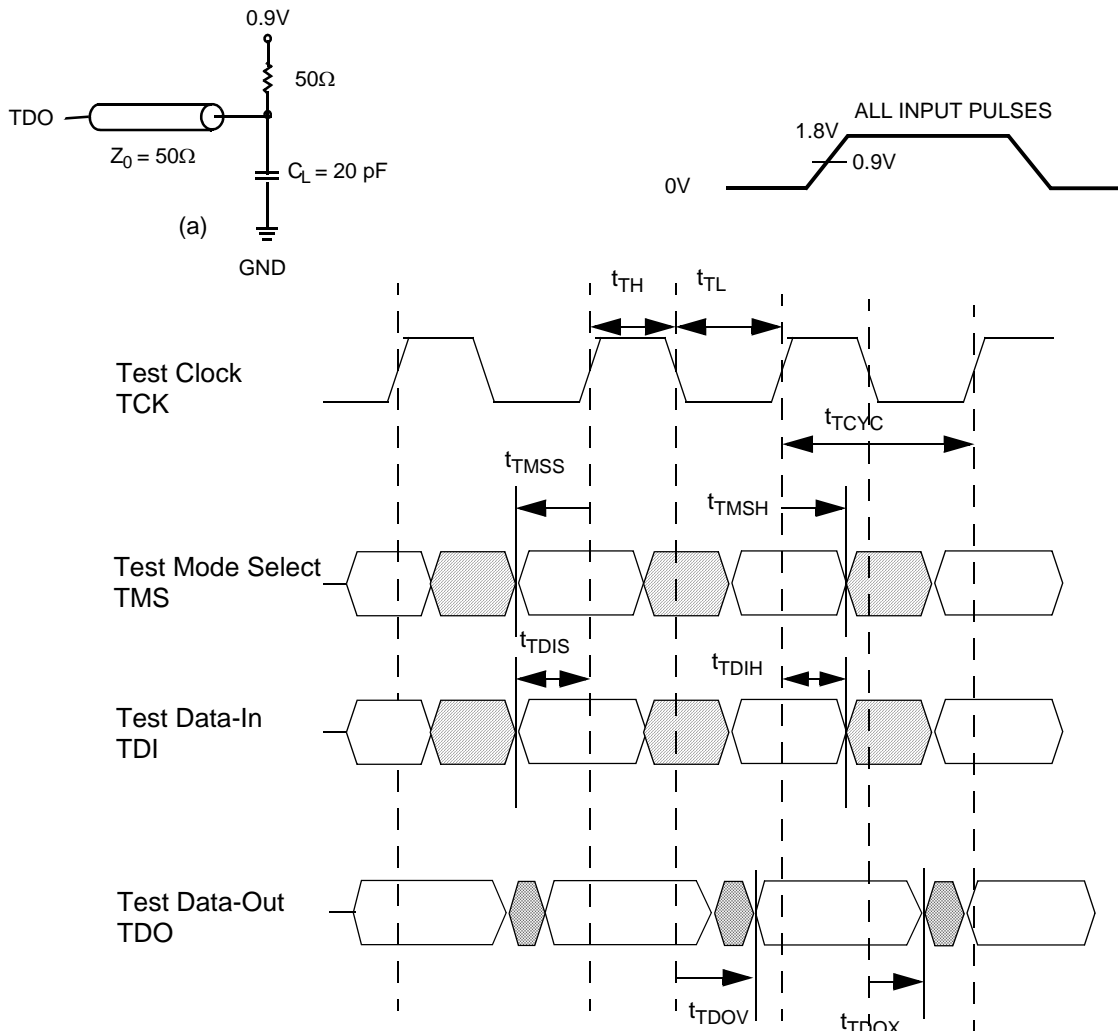 0.9V
50Ω
TDO
Z0 = 50Ω
CL = 20 pF
(a)
GND
ALL INPUT PULSES
1.8V
0.9V
0V
tTH
tTL
Test Clock
TCK
tTCYC
tTMSS
tTMSH
Test Mode Select
TMS
tTDIS
tTDIH
Test Data-In
TDI
Test Data-Out
TDO
tTDOV
tTDOX